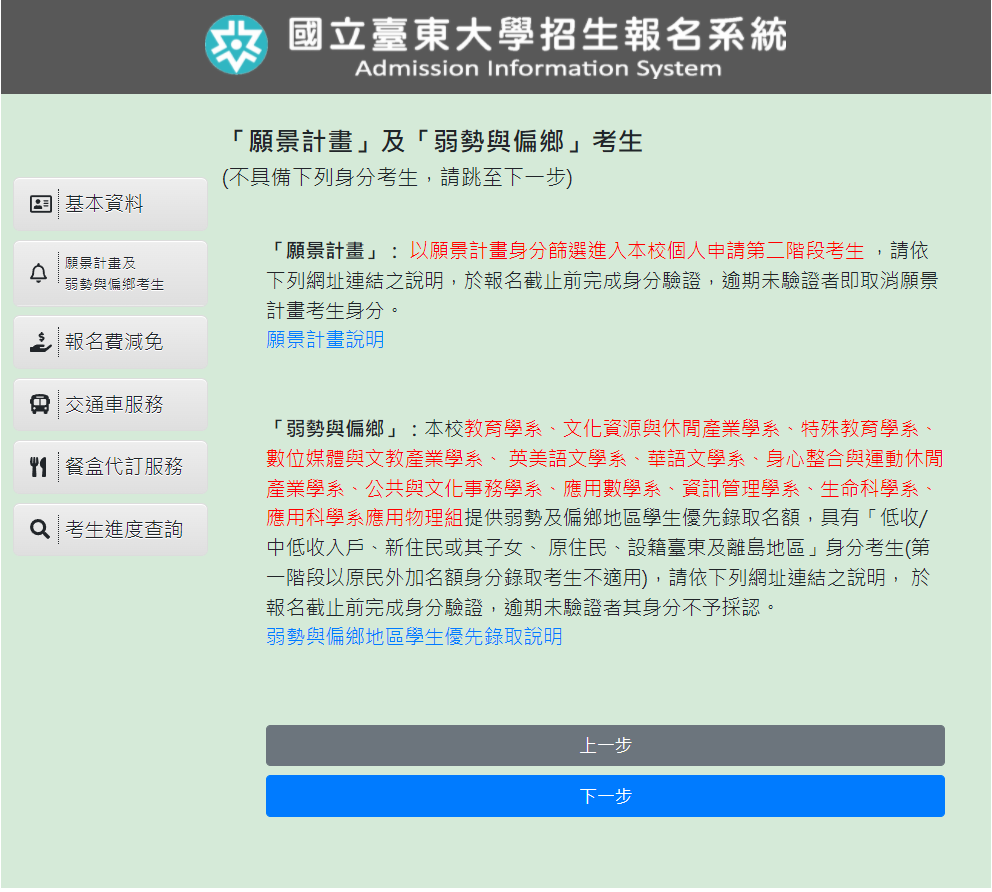 國立臺東大學招生報名系統
Admission Information System
「願景計畫」及「弱勢與偏鄉」考生
(不具備下列身分考生，請跳至下一步)
基本資料
願景計畫及
弱勢與偏鄉考生
報名費減免
交通車服務
餐盒代訂服務
考生進度查詢
「願景計畫」： 以願景計畫身分篩選進入本校個人申請第二階段考生 ，請依
下列網址連結之說明，於報名截止前完成身分驗證，逾期未驗證者即取消願景
計畫考生身分。
願景計畫說明
「弱勢與偏鄉」：本校教育學系、文化資源與休閒產業學系、特殊教育學系、
數位媒體與文教產業學系、 英美語文學系、華語文學系、身心整合與運動休閒
產業學系、公共與文化事務學系、應用數學系、資訊管理學系、生命科學系、
應用科學系應用物理組提供弱勢及偏鄉地區學生優先錄取名額，具有「低收/
中低收入戶、新住民或其子女、 原住民、設籍臺東及離島地區」身分考生(第
一階段以原民外加名額身分錄取考生不適用)，請依下列網址連結之說明， 於
報名截止前完成身分驗證，逾期未驗證者其身分不予採認。
弱勢與偏鄉地區學生優先錄取說明
上一步
下一步